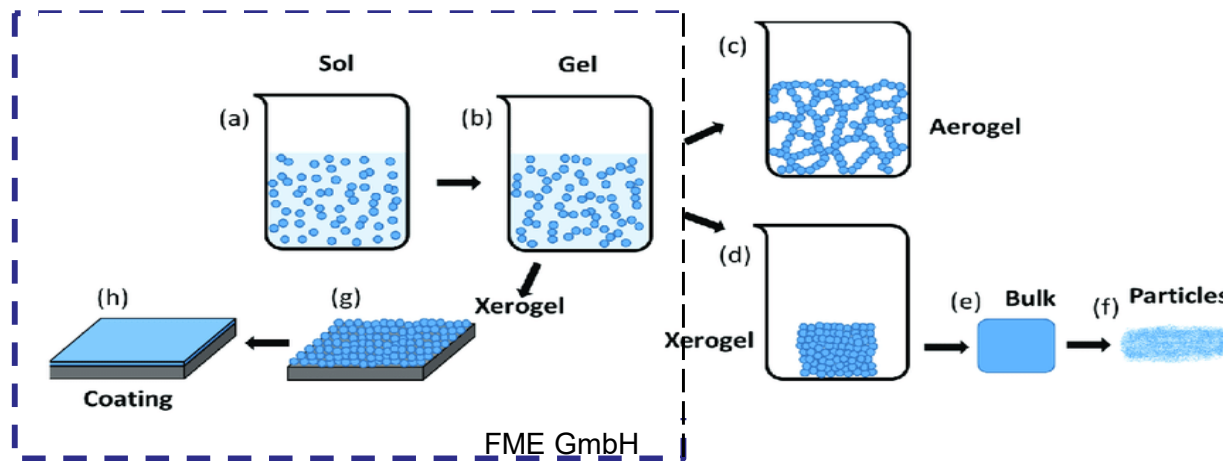 Sol
Gel
(a)
(b)
(c)
Aerogel
(d)
Xerogel
(e)
Bulk
(f)
Particles
Xerogel
(g)
(h)
Coating
FME GmbH